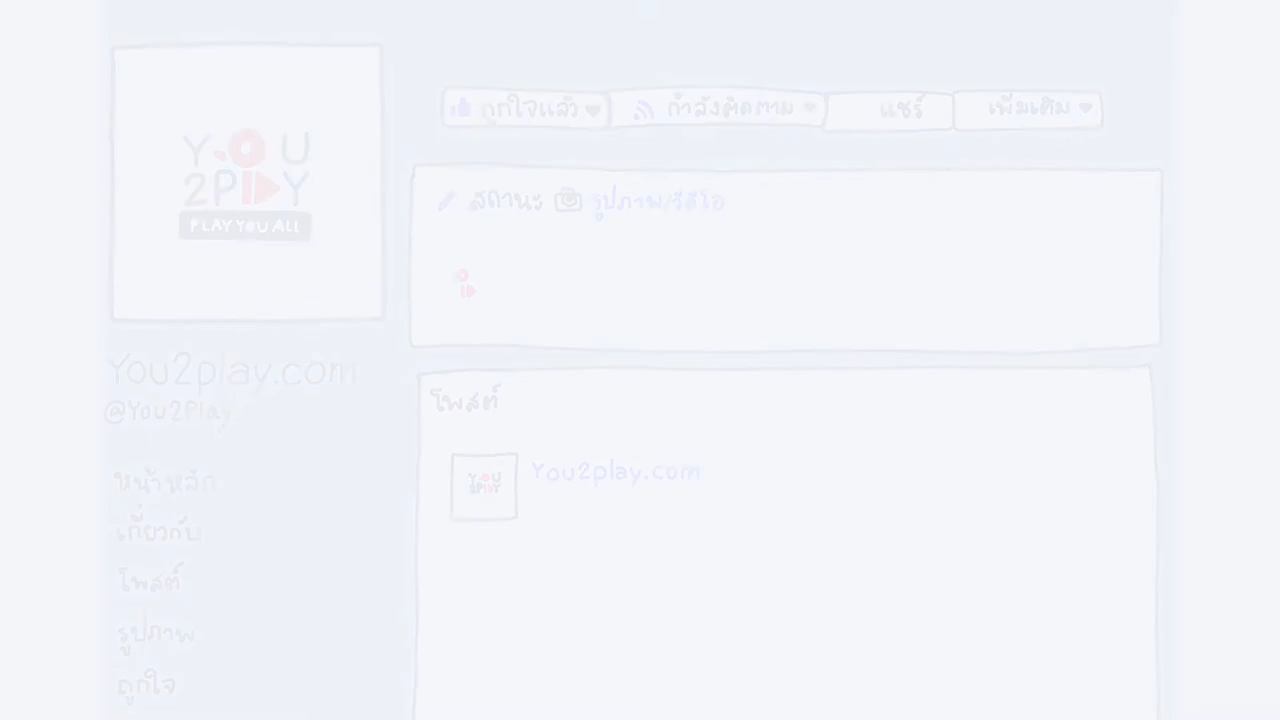 YOU
2PLAY
PLAY YOU ALL
You2play.com
@You2Play
หน้าหลัก
เกี่ยวกับ
โพสต์
รูปภาพ
ถูกใจ
ถูกใจแล้ว กำลังติดตาม แชร์ เพิ่มเติม
สถานะ รูปภาพ/วีดีโอ
โพสต์
YOU
2PLAY
You2play.com